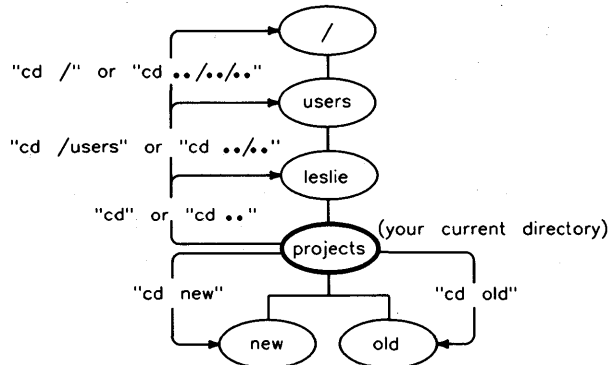 /
"cd /" or "cd ../../.."
users
"cd /users" or "cd ../.."
leslie
"cd" or "cd .."
projects
(your current directory)
"cd new"
"cd old"
new
old